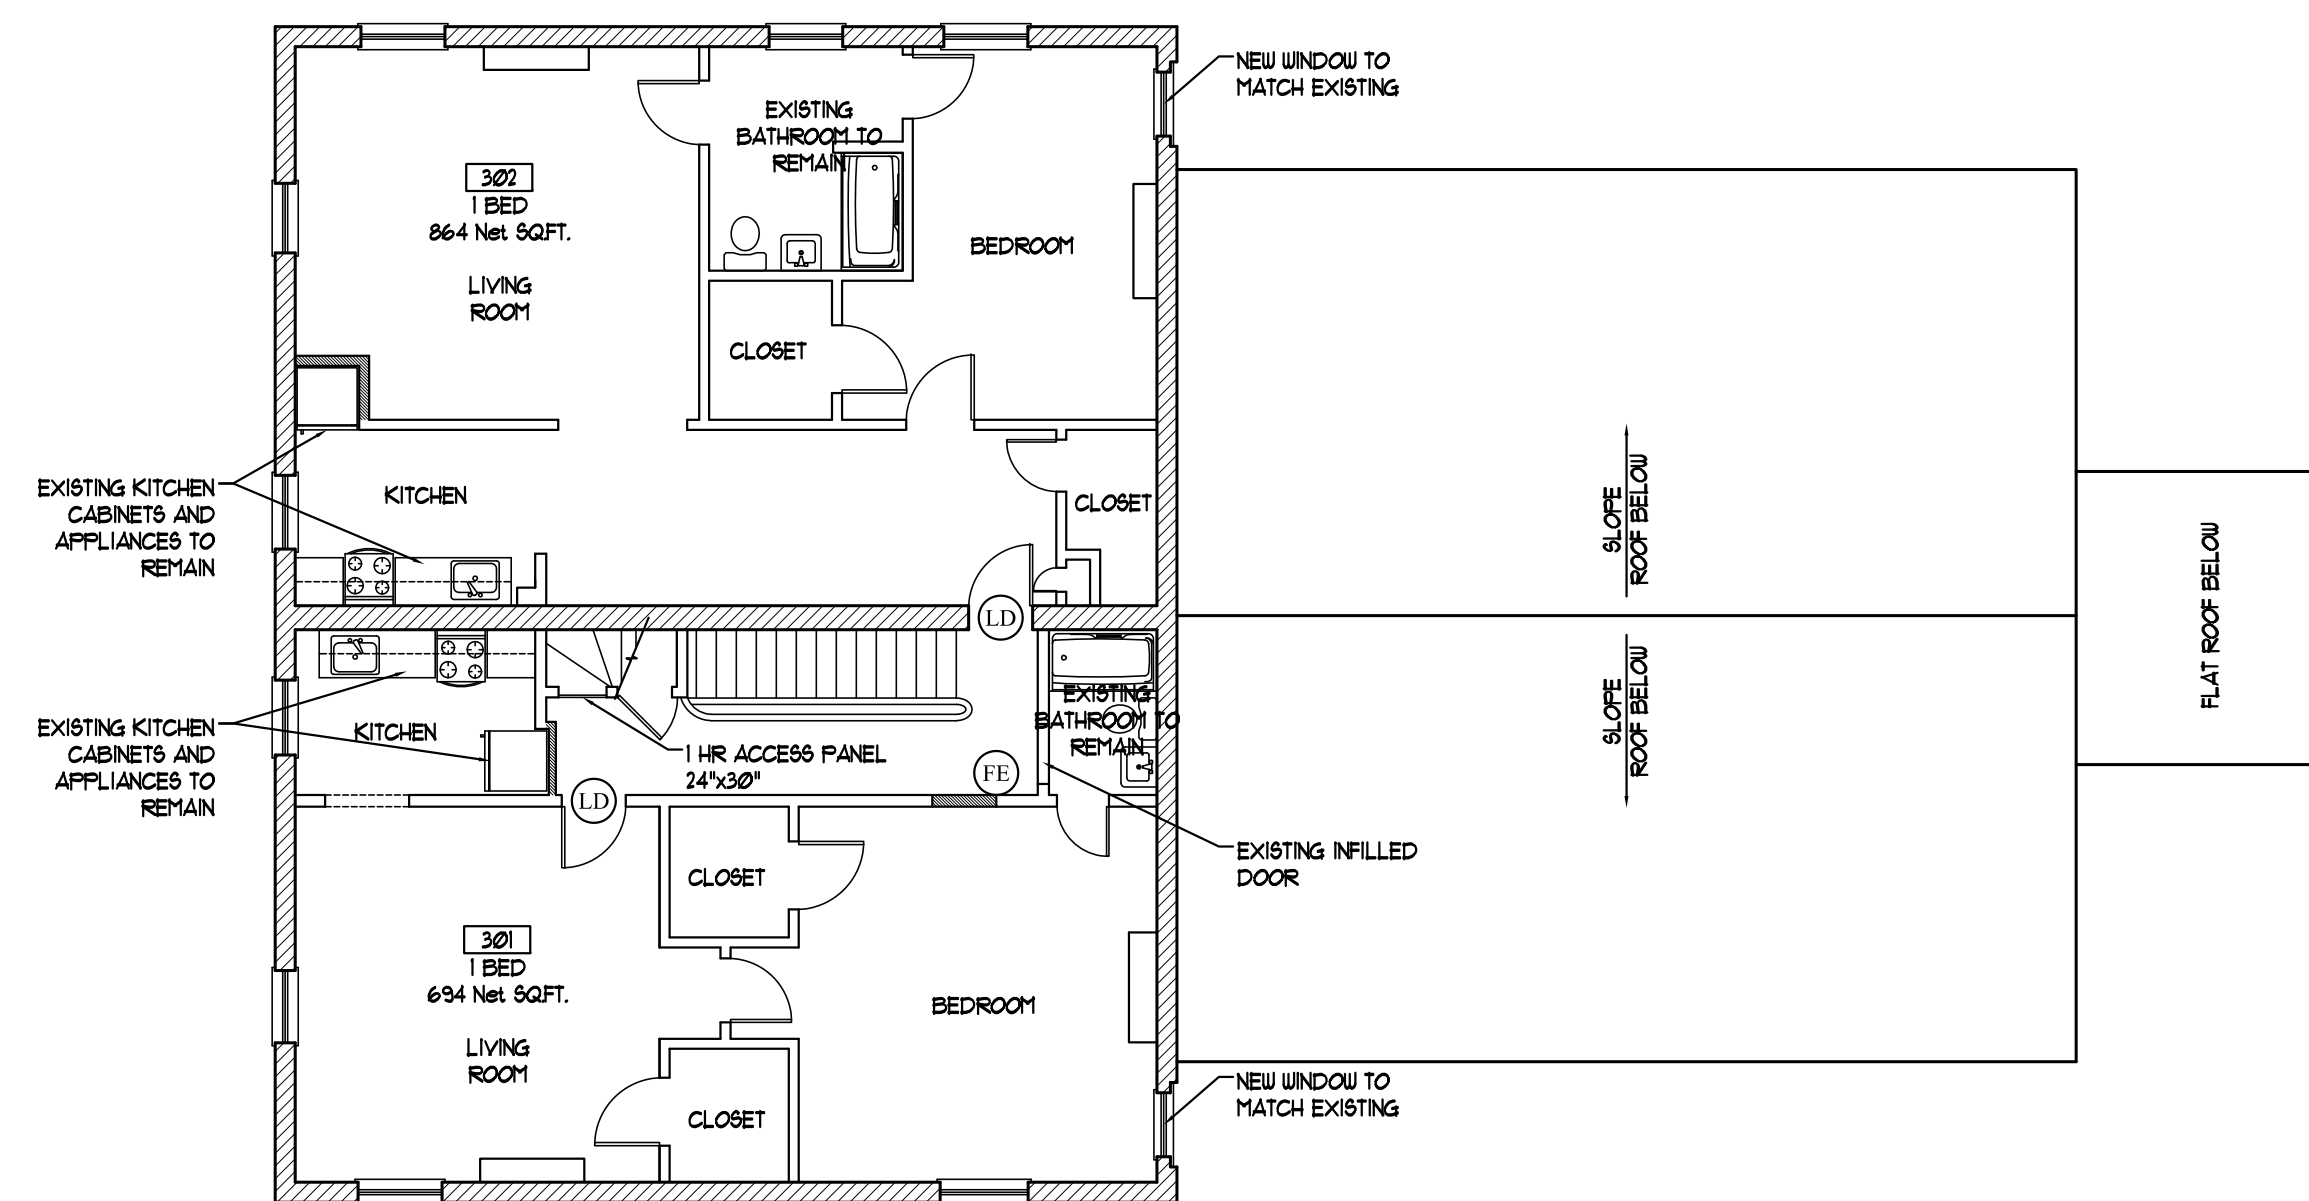 NEW WINDOW TO
MATCH EXISTING
EXISTING
BATHROOM TO
REMAIN
302
1 BED
864 Net SQ.FT.
LIVING
ROOM
BEDROOM
CLOSET
EXISTING KITCHEN
CABINETS AND
APPLIANCES TO
REMAIN
KITCHEN
CLOSET
SLOPE
ROOF BELOW
FLAT ROOF BELOW
LD
EXISTING KITCHEN
CABINETS AND
APPLIANCES TO
REMAIN
KITCHEN
1 HR ACCESS PANEL
24"x30"
EXISTING
BATHROOM TO
REMAIN
FE
LD
SLOPE
ROOF BELOW
EXISTING INFILLED
DOOR
CLOSET
301
1 BED
694 Net SQ.FT.
LIVING
ROOM
BEDROOM
CLOSET
NEW WINDOW TO
MATCH EXISTING